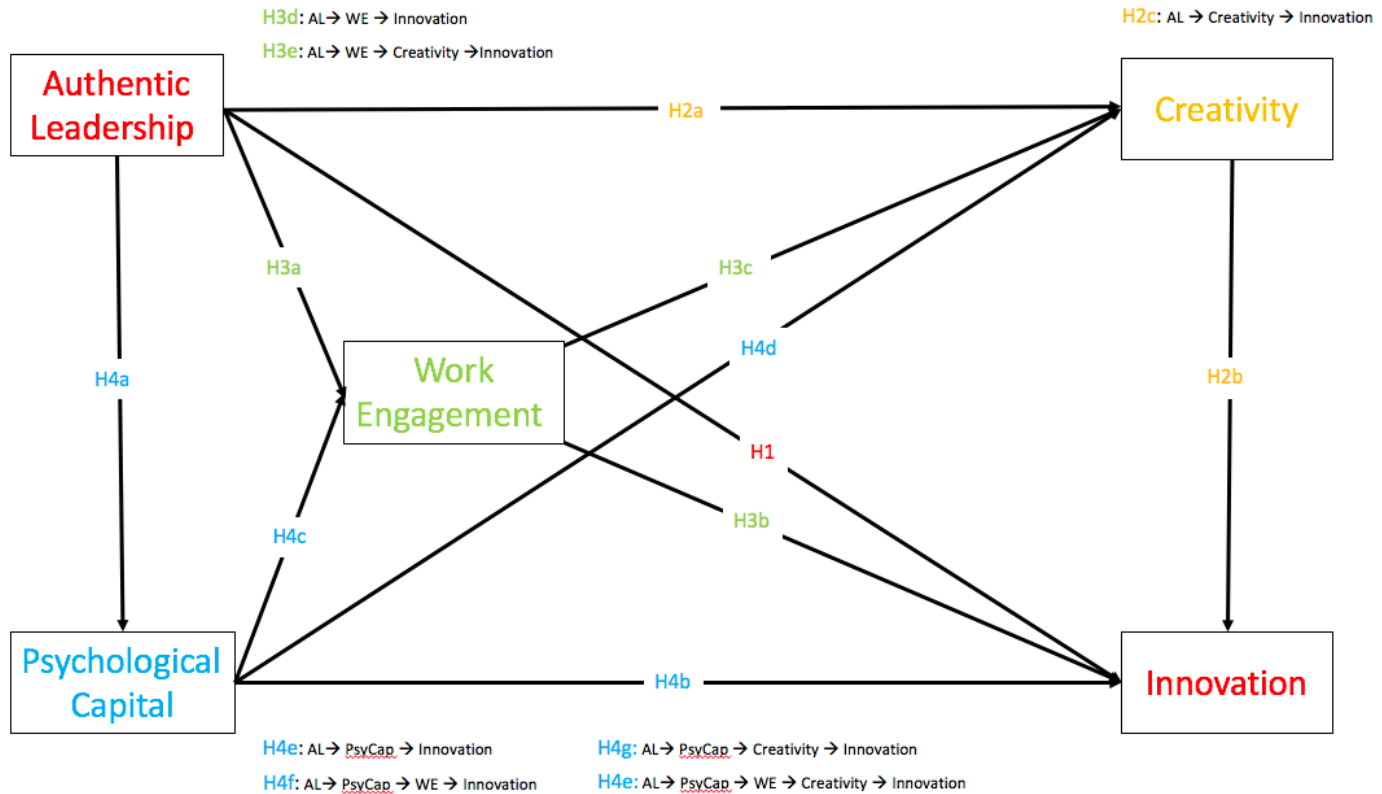 H3d: AL→ WE → Innovation
H2c: AL → Creativity → Innovation
H3e: AL→ WE → Creativity →Innovation
Authentic
Leadership
H2a
Creativity
H3a
H3c
H4d
H4a
Work
Engagement
H2b
H1
H3b
H4c
Psychological
Capital
H4b
Innovation
H4e: AL→ PsyCap → Innovation
H4g: AL→ PsyCap → Creativity → Innovation
H4f: AL→ PsyCap → WE → Innovation
H4e: AL→ PsyCap → WE → Creativity → Innovation